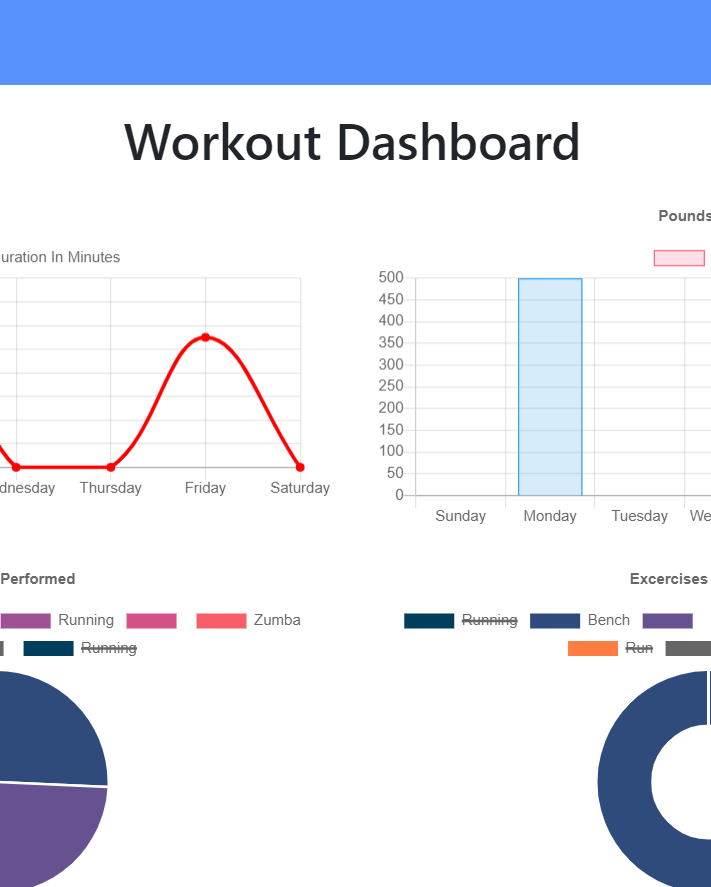 Workout Dashboard
Pounds
uration In Minutes
500
450
400
350
300
250
200
150
100
50
0
dnesday Thursday Friday Saturday
Sunday Monday Tuesday We
Performed
Excercises
Running Zumba
Running
Running Bench
Run